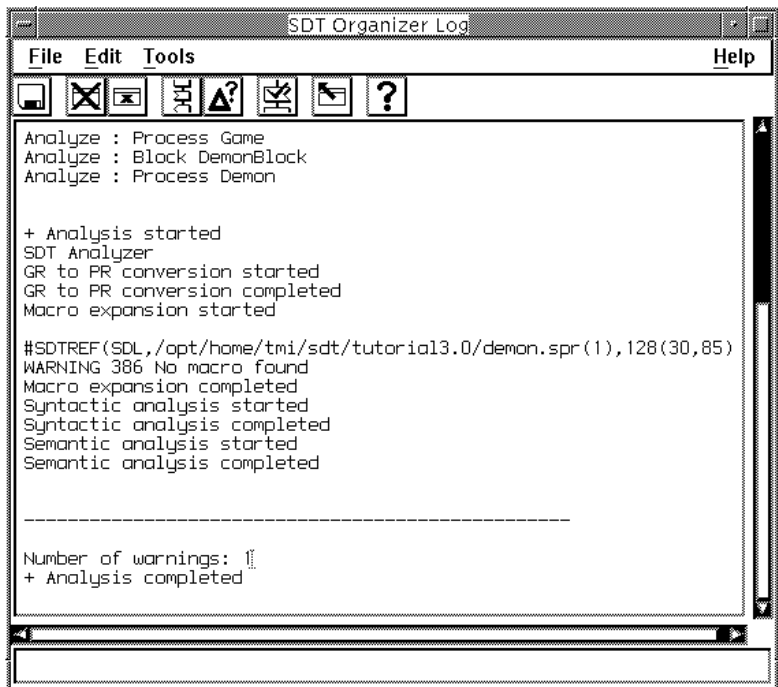 SDT Organizer Log
File Edit Tools Help
?
Analyze : Process Game
Analyze : Block DemonBlock
Analyze : Process Demon
+ Analysis started
SDT Analyzer
GR to PR conversion started
GR to PR conversion completed
Macro expansion started
#SDTREF(SDL,/opt/home/tmi/sdt/tutorial3.0/demon.spr(1),128(30,85)
WARNING 386 No macro found
Macro expansion completed
Syntactic analysis started
Syntactic analysis completed
Semantic analysis started
Semantic analysis completed
--------------------------------------------------
Number of warnings: 1
+ Analysis completed